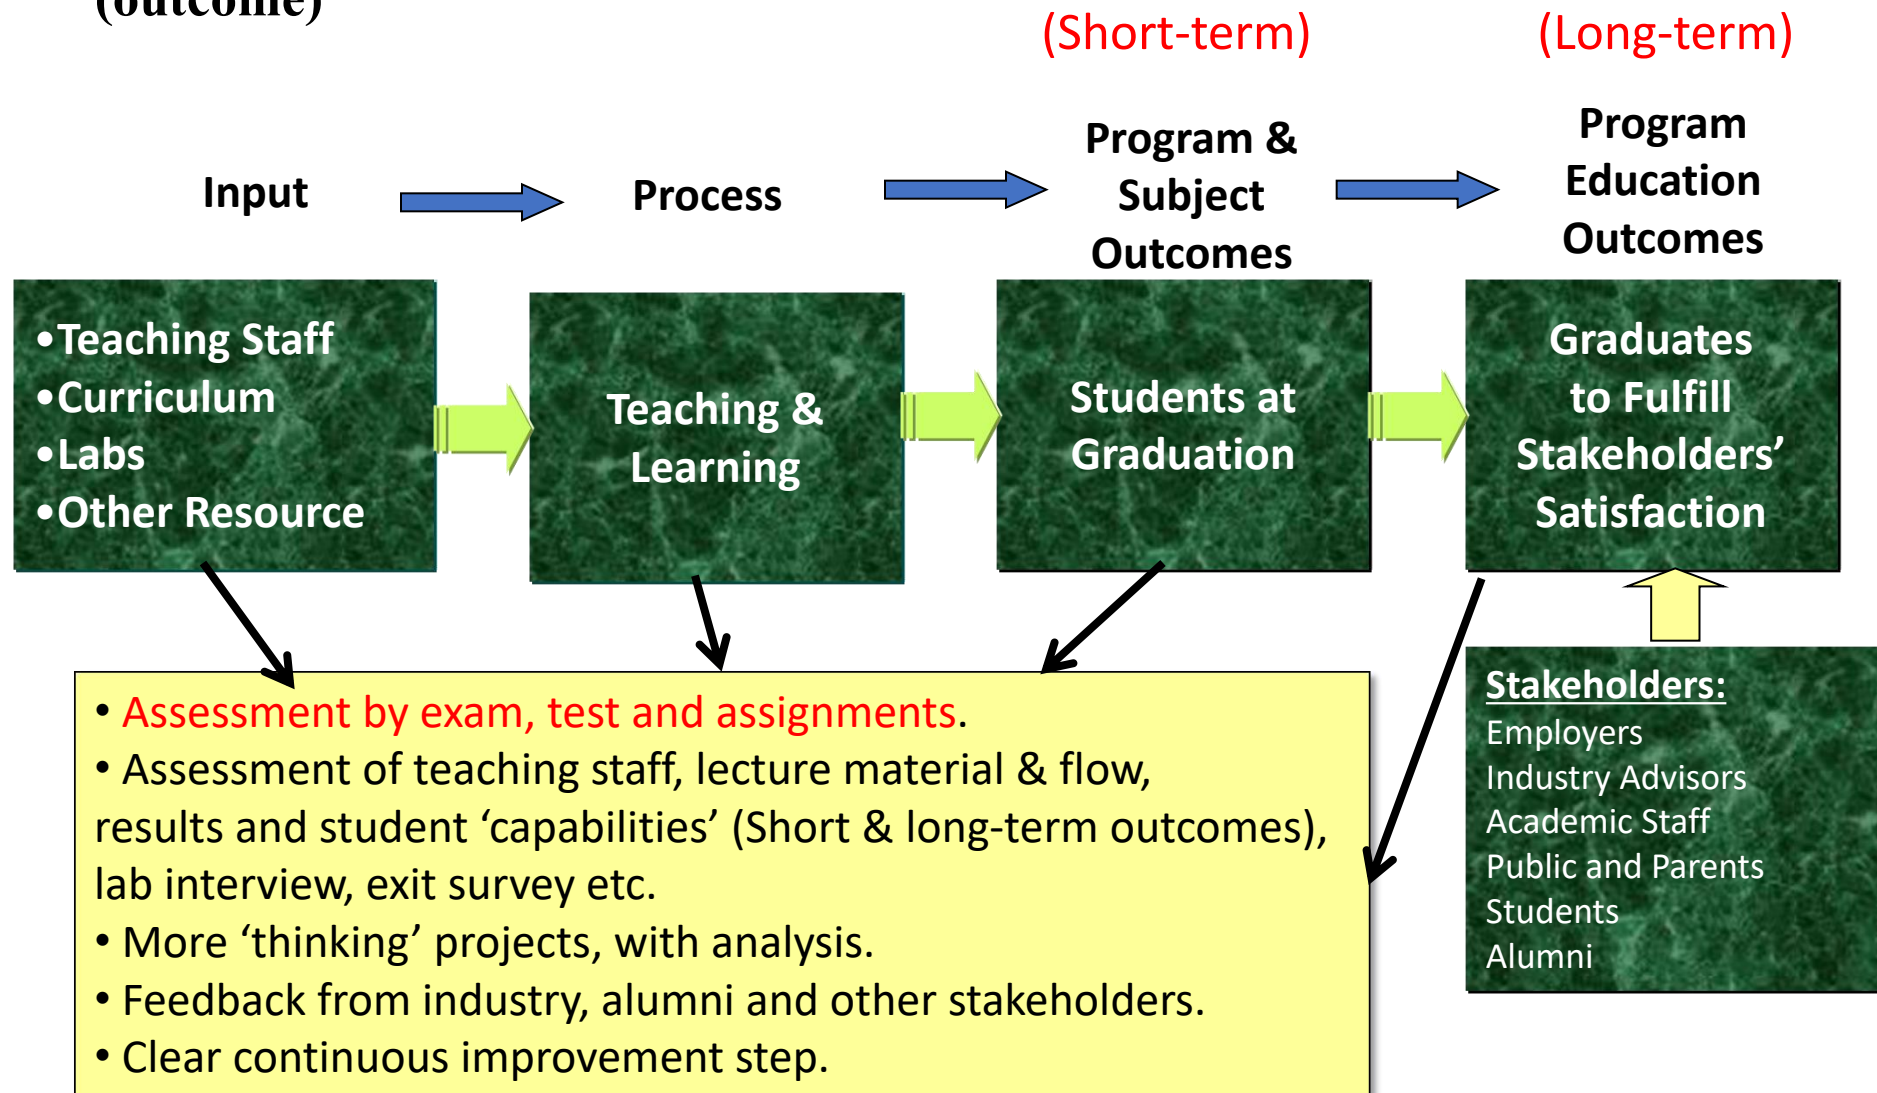 (outcome)
(Short-term)
(Long-term)
Input
Process
Program &
Subject
Outcomes
Program
Education
Outcomes
•Teaching Staff
•Curriculum
•Labs
•Other Resource
Teaching &
Learning
Students at
Graduation
Graduates
to Fulfill
Stakeholders’
Satisfaction
• Assessment by exam, test and assignments.
• Assessment of teaching staff, lecture material & flow,
results and student ‘capabilities’ (Short & long-term outcomes),
lab interview, exit survey etc.
• More ‘thinking’ projects, with analysis.
• Feedback from industry, alumni and other stakeholders.
• Clear continuous improvement step.
Stakeholders:
Employers
Industry Advisors
Academic Staff
Public and Parents
Students
Alumni